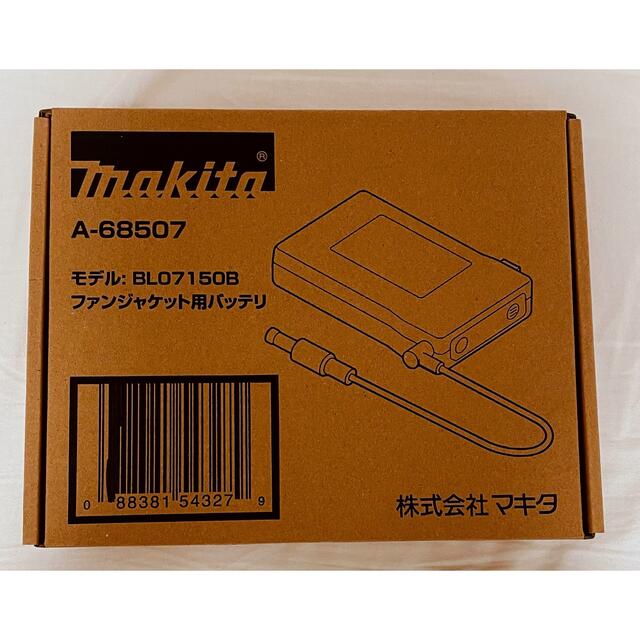 makita®
A-68507
モデル: BL07150B
ファンジャケット用バッテリ
0 88381 54327 9
株式会社 マキタ